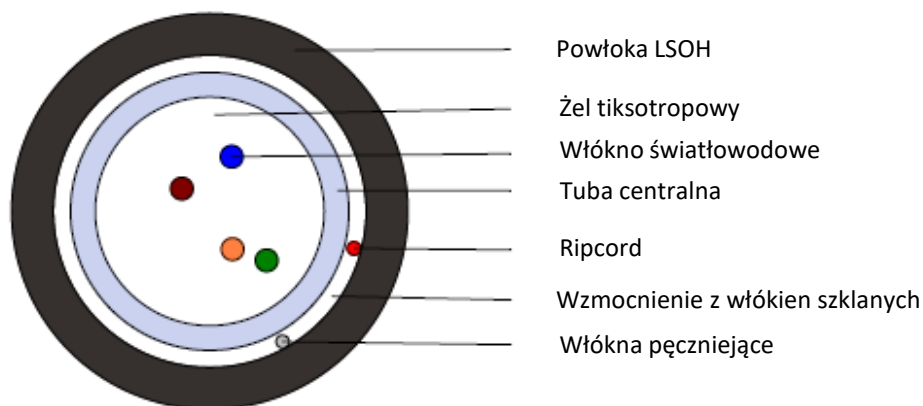 Powłoka LSOH
Żel tiksotropowy
Włókno światłowodowe
Tuba centralna
Ripcord
Wzmocnienie z włókien szklanych
Włókna pęczniejące